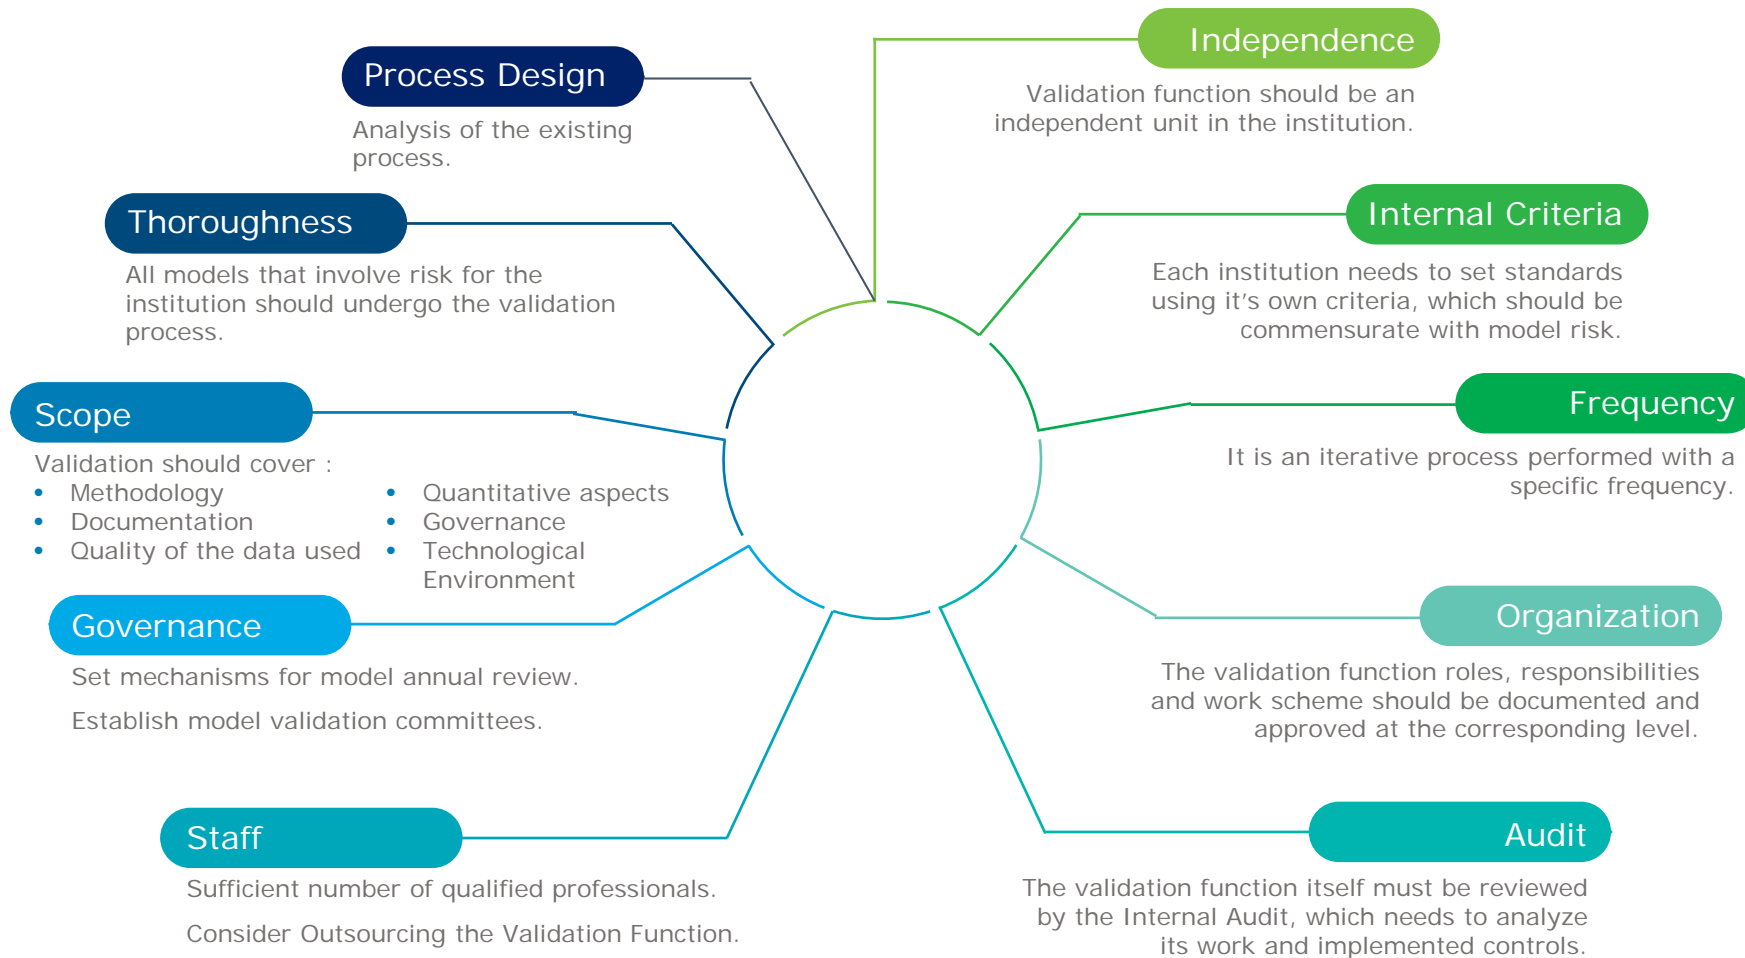 Process Design
Analysis of the existing
process.
Thoroughness
All models that involve risk for the
institution should undergo the validation
process.
Scope
Validation should cover :
• Methodology
• Documentation
• Quality of the data used
• Quantitative aspects
• Governance
• Technological
Environment
Governance
Set mechanisms for model annual review.
Establish model validation committees.
Staff
Sufficient number of qualified professionals.
Consider Outsourcing the Validation Function.
Independence
Validation function should be an
independent unit in the institution.
Internal Criteria
Each institution needs to set standards
using it’s own criteria, which should be
commensurate with model risk.
Frequency
It is an iterative process performed with a
specific frequency.
Organization
The validation function roles, responsibilities
and work scheme should be documented and
approved at the corresponding level.
Audit
The validation function itself must be reviewed
by the Internal Audit, which needs to analyze
its work and implemented controls.